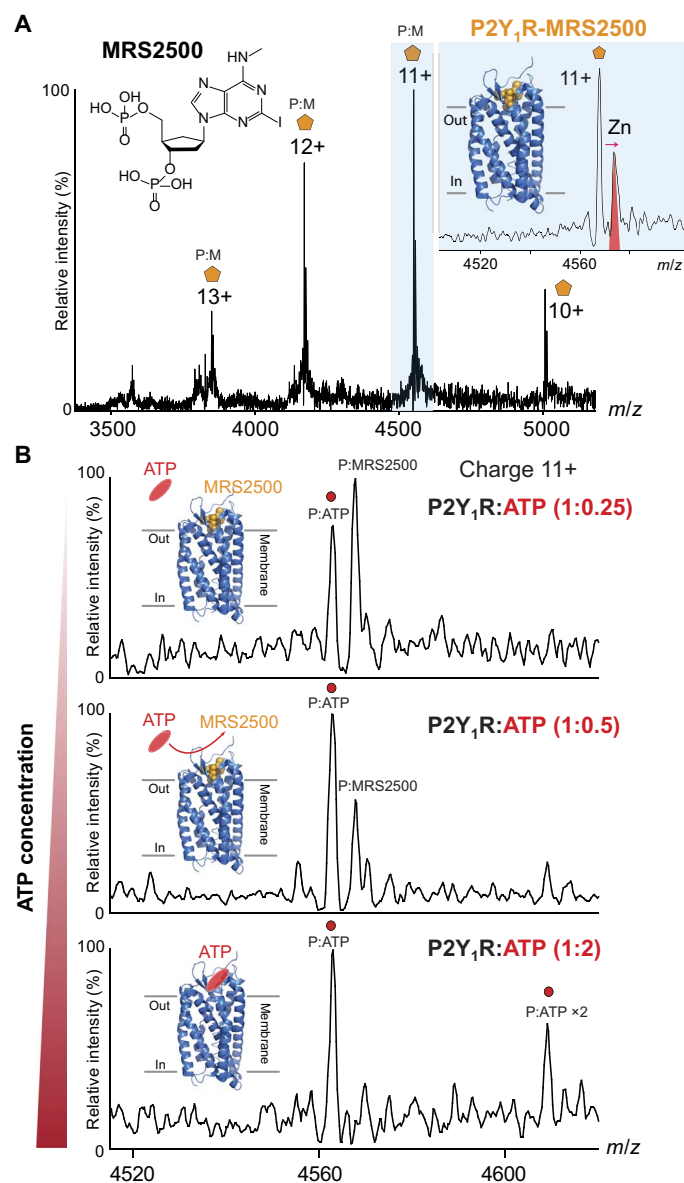 A
MRS2500
P2Y₁R-MRS2500
P:M
11+
P:M
12+
P:M
13+
10+
11+
Zn
Out
In
4520
4560
m/z
HN
N
N
N
N
I
O
O
HO
OH
P
O
O
P
OH
HO
O
100
0
Relative intensity (%)
3500
4000
4500
5000
m/z
B
ATP concentration
100
0
Relative intensity (%)
ATP
MRS2500
Out
In
Membrane
P:ATP
P:MRS2500
Charge 11+
P2Y₁R:ATP (1:0.25)
100
0
Relative intensity (%)
ATP
MRS2500
Out
In
Membrane
P:ATP
P:MRS2500
P2Y₁R:ATP (1:0.5)
100
0
Relative intensity (%)
ATP
Out
In
Membrane
P:ATP
P2Y₁R:ATP (1:2)
P:ATP ×2
4520
4560
4600
m/z